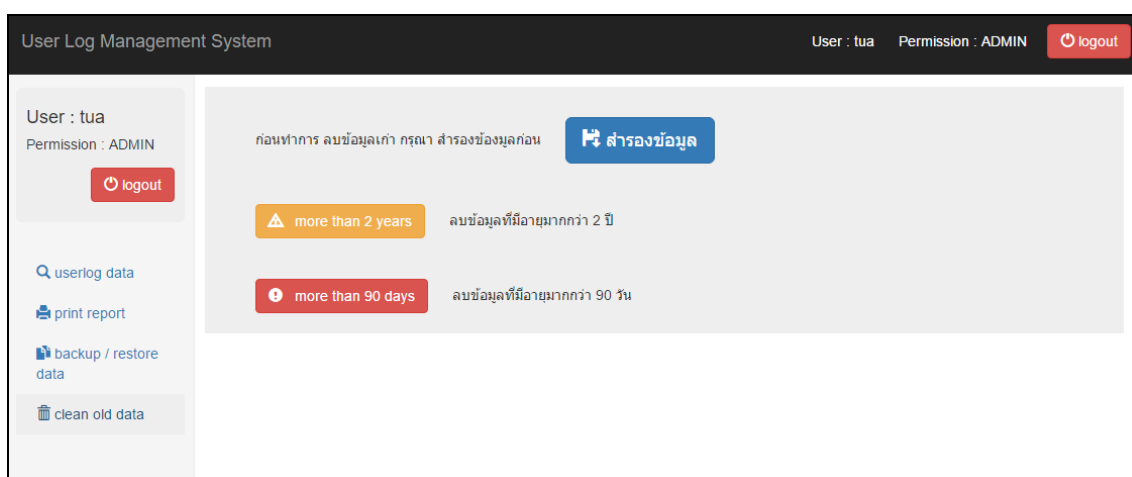 User Log Management System User : tua Permission : ADMIN logout
User : tua
Permission : ADMIN
logout
userlog data
print report
backup / restore
data
clean old data
ก่อนทำการ ลบข้อมูลเก่า กรุณา สำรองข้องมูลก่อน สำรองข้อมูล
more than 2 years ลบข้อมูลที่มีอายุมากกว่า 2 ปี
more than 90 days ลบข้อมูลที่มีอายุมากกว่า 90 วัน